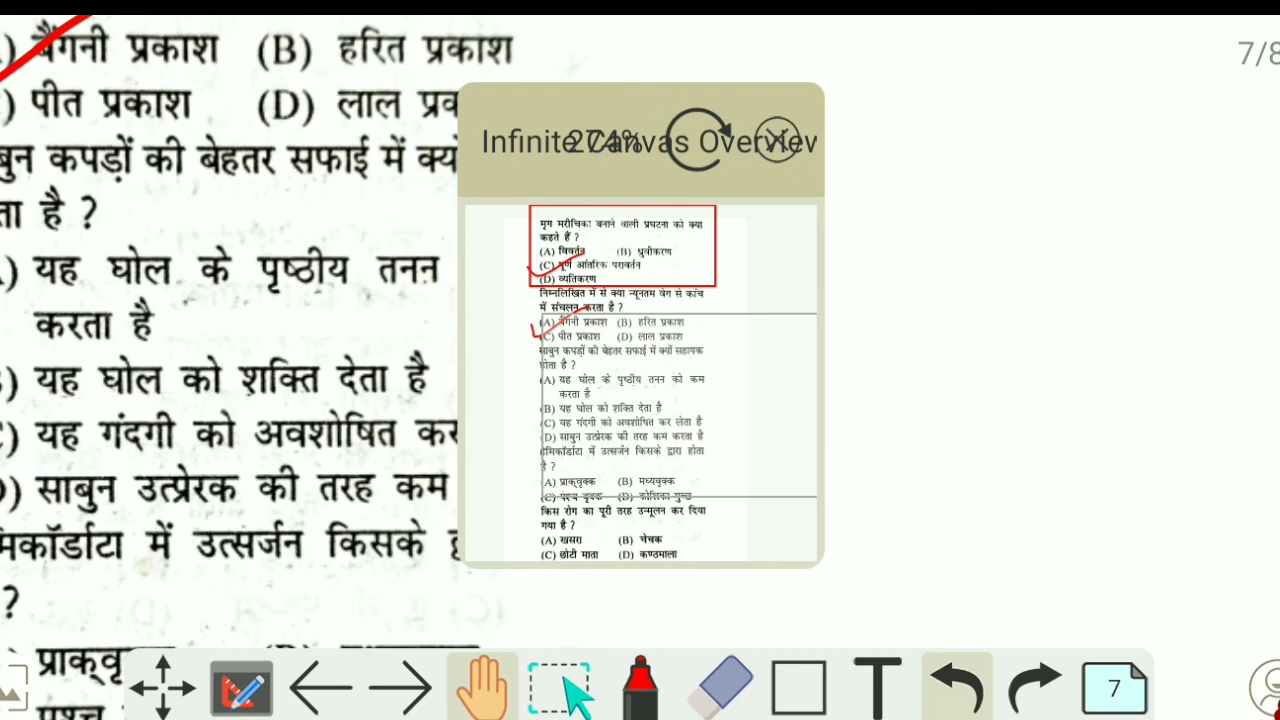 बैंगनी प्रकाश (B) हरित प्रकाश
7/8
) पीत प्रकाश (D) लाल
बुन कपड़ों की बेहतर सफाई में
ता है ?
) यह घोल के पृष्ठीय तनन
करता है
) यह घोल को शक्ति देता है
) यह गंदगी को अवशोषित कर
) साबुन उत्प्रेरक की तरह कम
मिकॉर्डाटा में उत्सर्जन किसके
?
Infinite Canvas Overview
274%
मृग मरीचिका बनाने वाली प्रघटना को क्या
कहते हैं ?
(A) विवर्तन (B) ध्रुवीकरण
(C) पूर्ण आंतरिक परावर्तन
(D) व्यतिकरण
निम्नलिखित में से क्या न्यूनतम वेग से कांच
में संचलन करता है ?
(A) बैंगनी प्रकाश (B) हरित प्रकाश
(C) पीत प्रकाश (D) लाल प्रकाश
साबुन कपड़ों की बेहतर सफाई में क्यों सहायक
होता है ?
(A) यह घोल के पृष्ठीय तनन को कम
करता है
(B) यह घोल को शक्ति देता है
(C) यह गंदगी को अवशोषित कर लेता है
(D) साबुन उत्प्रेरक की तरह कम करता है
हेमिकॉर्डाटा में उत्सर्जन किसके द्वारा होता
है ?
(A) प्राक्वृक्क (B) मध्यवृक्क
(C) पश्च वृक्क (D) कोशिका गुच्छ
किस रोग का पूरी तरह उन्मूलन कर दिया
गया है ?
(A) खसरा (B) चेचक
(C) छोटी माता (D) कण्ठमाला
T
7